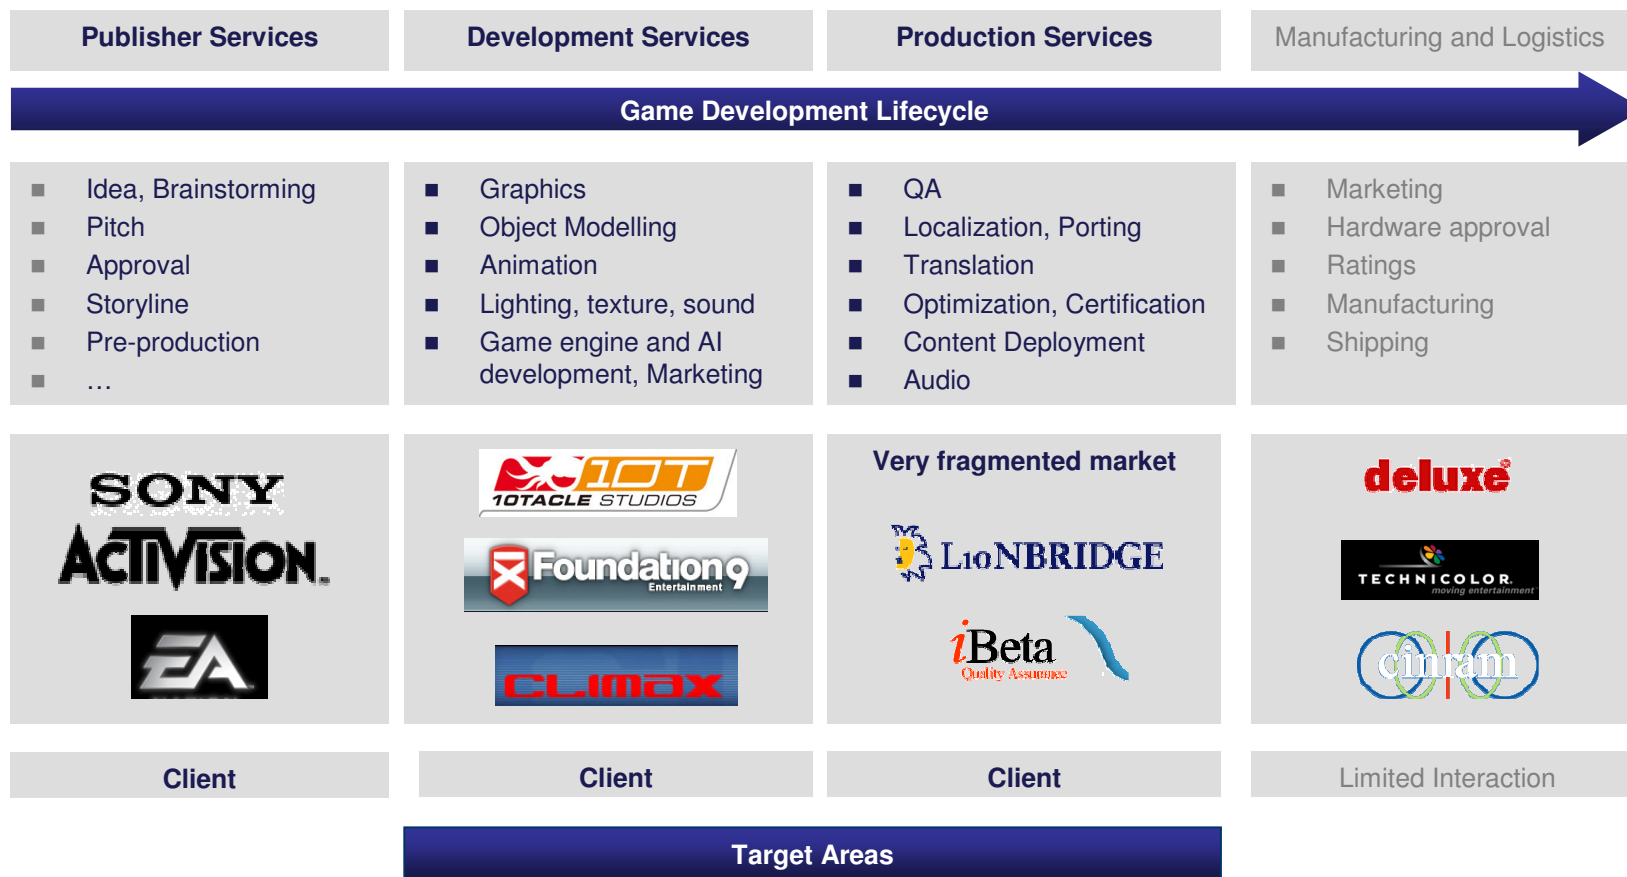 Publisher Services
Development Services
Production Services
Manufacturing and Logistics
Game Development Lifecycle
Idea, Brainstorming
Pitch
Approval
Storyline
Pre-production
…
Graphics
Object Modelling
Animation
Lighting, texture, sound
Game engine and AI
development, Marketing
QA
Localization, Porting
Translation
Optimization, Certification
Content Deployment
Audio
Marketing
Hardware approval
Ratings
Manufacturing
Shipping
SONY
ACTIVISION.
EA
10T
10TACLE STUDIOS
Foundation 9
Entertainment
CLIMAX
Very fragmented market
LIONBRIDGE
iBeta
Quality Assurance
deluxe
TECHNICOLOR
moving entertainment
cinram
Client
Client
Client
Limited Interaction
Target Areas